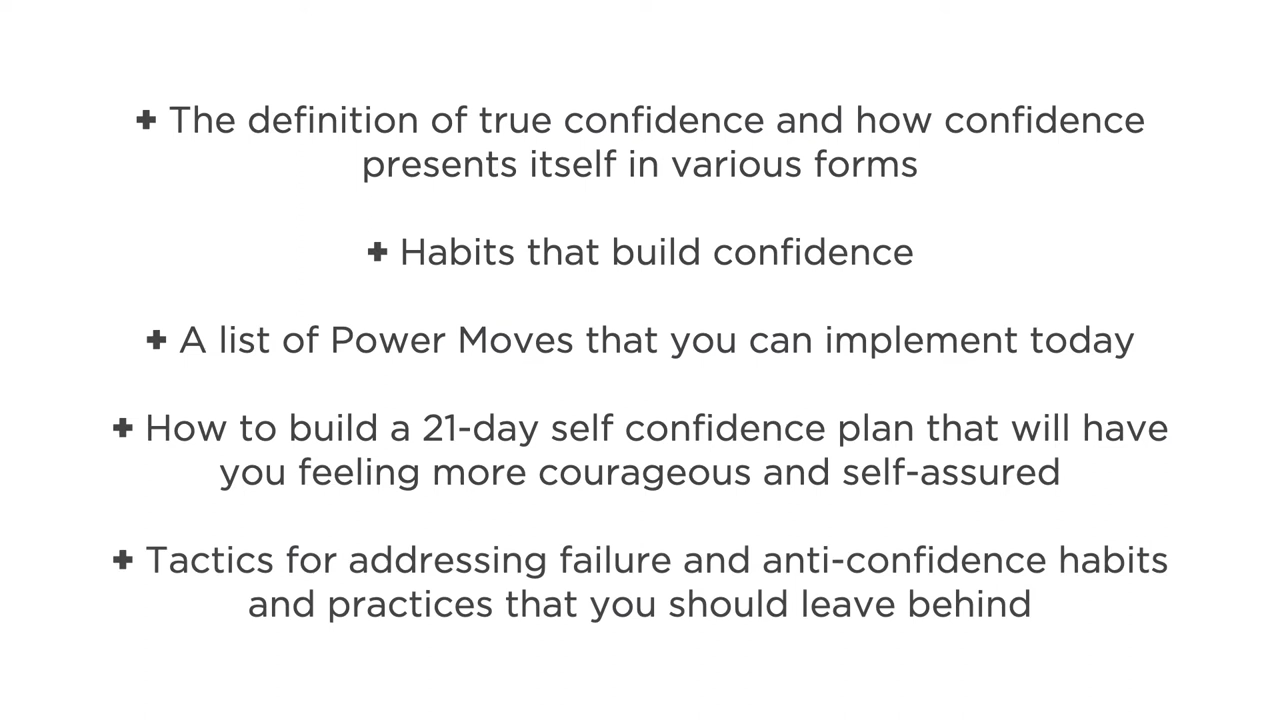 + The definition of true confidence and how confidence
presents itself in various forms
+ Habits that build confidence
+ A list of Power Moves that you can implement today
+ How to build a 21-day self confidence plan that will have
you feeling more courageous and self-assured
+ Tactics for addressing failure and anti-confidence habits
and practices that you should leave behind